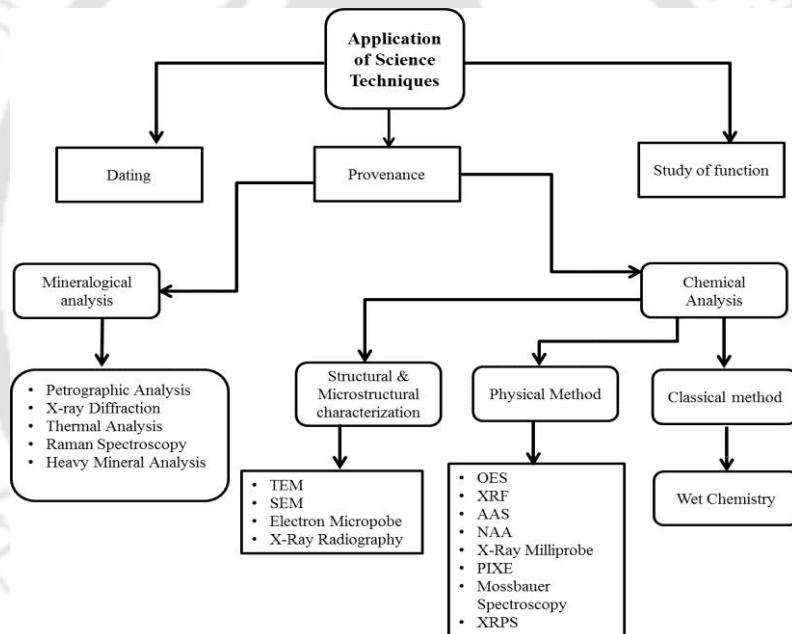 Application
of Science
Techniques
Dating
Provenance
Study of function
Mineralogical
analysis
Chemical
Analysis
• Petrographic Analysis
• X-ray Diffraction
• Thermal Analysis
• Raman Spectroscopy
• Heavy Mineral Analysis
Structural &
Microstructural
characterization
Physical Method
Classical method
• TEM
• SEM
• Electron Micropobe
• X-Ray Radiography
• OES
• XRF
• AAS
• NAA
• X-Ray Milliprobe
• PIXE
• Mossbauer
Spectroscopy
• XRPS
Wet Chemistry